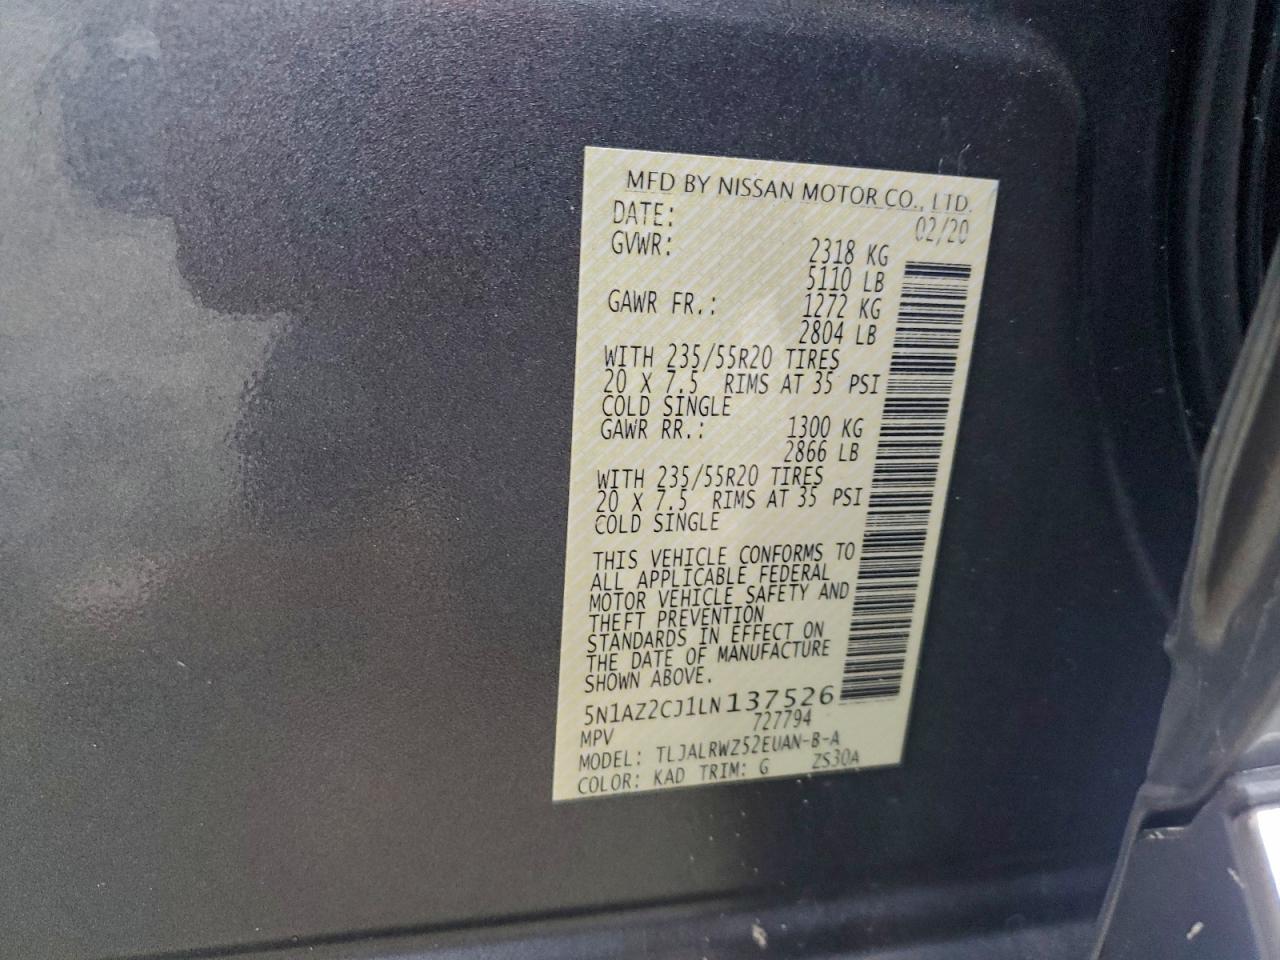 MFD BY NISSAN MOTOR CO., LTD.
DATE: 02/20
GVWR: 2318 KG
5110 LB
GAWR FR.: 1272 KG
2804 LB
WITH 235/55R20 TIRES
20 X 7.5 RIMS AT 35 PSI
COLD SINGLE
GAWR RR.: 1300 KG
2866 LB
WITH 235/55R20 TIRES
20 X 7.5 RIMS AT 35 PSI
COLD SINGLE
THIS VEHICLE CONFORMS TO
ALL APPLICABLE FEDERAL
MOTOR VEHICLE SAFETY AND
THEFT PREVENTION
STANDARDS IN EFFECT ON
THE DATE OF MANUFACTURE
SHOWN ABOVE.
5N1AZ2CJ1LN137526
MPV 727794
MODEL: TLJALRWZ52EUAN-B-A
COLOR: KAD TRIM: G ZS30A